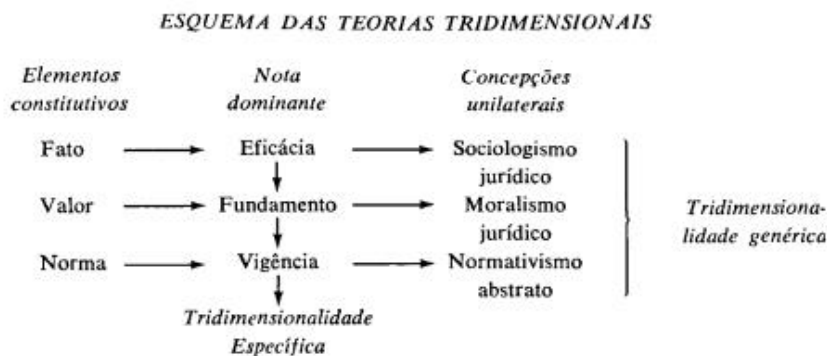 ESQUEMA DAS TEORIAS TRIDIMENSIONAIS
Elementos
constitutivos
Nota
dominante
Concepções
unilaterais
Fato
Eficácia
Sociologismo
jurídico
Valor
Fundamento
Moralismo
jurídico
Norma
Vigência
Normativismo
abstrato
Tridimensiona-
lidade genérica
Tridimensionalidade
Específica